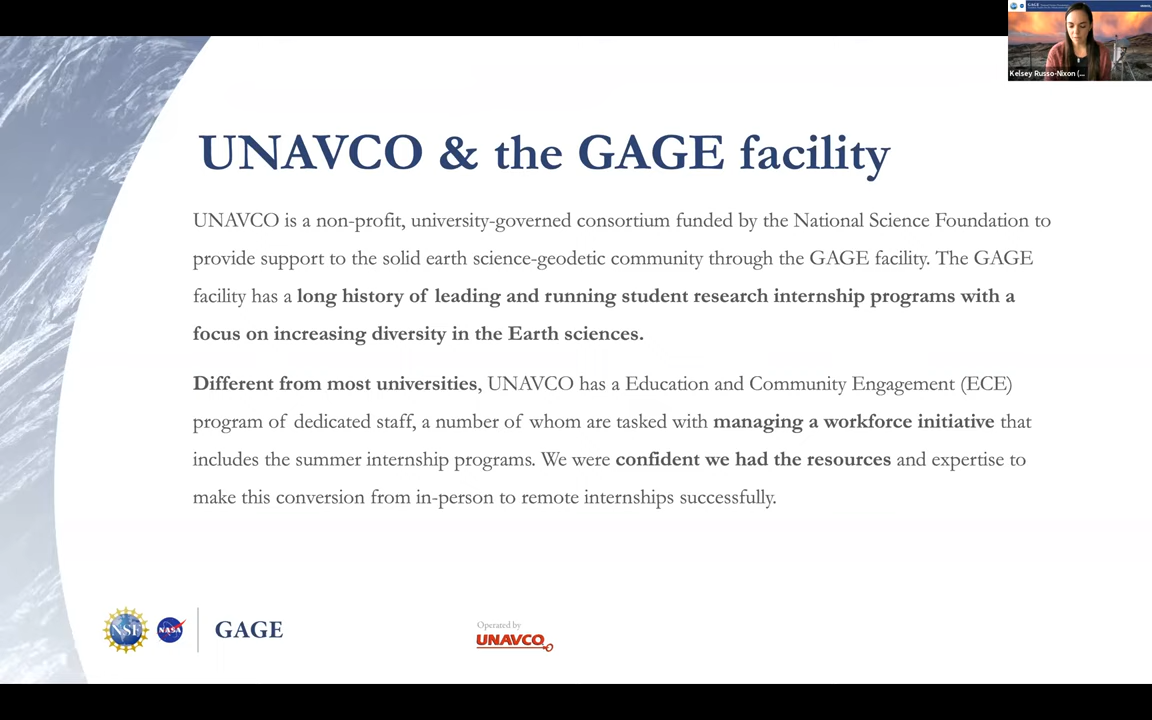 GAGE
Kelsey Russo-Nixon (...
UNAVCO & the GAGE facility
UNAVCO is a non-profit, university-governed consortium funded by the National Science Foundation to
provide support to the solid earth science-geodetic community through the GAGE facility. The GAGE
facility has a long history of leading and running student research internship programs with a
focus on increasing diversity in the Earth sciences.
Different from most universities, UNAVCO has a Education and Community Engagement (ECE)
program of dedicated staff, a number of whom are tasked with managing a workforce initiative that
includes the summer internship programs. We were confident we had the resources and expertise to
make this conversion from in-person to remote internships successfully.
NSF
NASA
GAGE
Operated by
UNAVCO